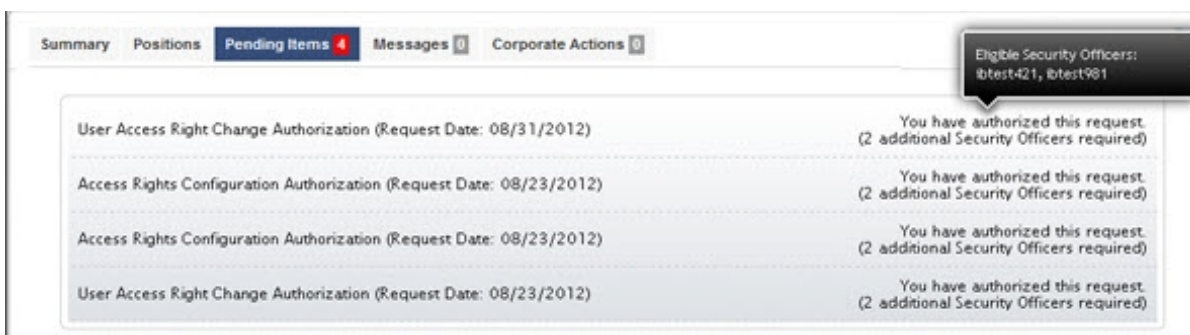 Summary Positions Pending Items 4 Messages 0 Corporate Actions 0
Eligible Security Officers:
ibtest421, ibtest981
User Access Right Change Authorization (Request Date: 08/31/2012)
You have authorized this request.
(2 additional Security Officers required)
Access Rights Configuration Authorization (Request Date: 08/23/2012)
You have authorized this request.
(2 additional Security Officers required)
Access Rights Configuration Authorization (Request Date: 08/23/2012)
You have authorized this request.
(2 additional Security Officers required)
User Access Right Change Authorization (Request Date: 08/23/2012)
You have authorized this request.
(2 additional Security Officers required)